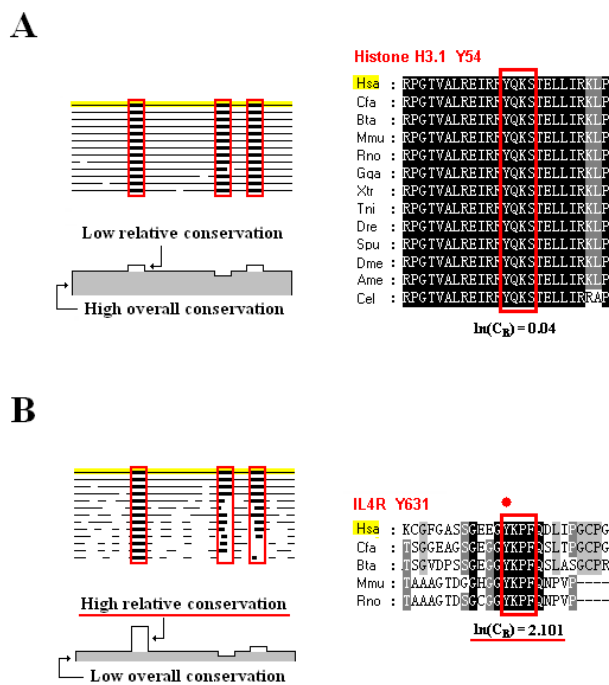 A
Histone H3.1 Y54
Hsa : RPGTVALREIRRYQKSTELLIRKLP
Cfa : RPGTVALREIRRYQKSTELLIRKLP
Bta : RPGTVALREIRRYQKSTELLIRKLP
Mmu : RPGTVALREIRRYQKSTELLIRKLP
Rno : RPGTVALREIRRYQKSTELLIRKLP
Gga : RPGTVALREIRRYQKSTELLIRKLP
Xtr : RPGTVALREIRRYQKSTELLIRKLP
Tni : RPGTVALREIRRYQKSTELLIRKLP
Dre : RPGTVALREIRRYQKSTELLIRKLP
Spu : RPGTVALREIRRYQKSTELLIRKLP
Dme : RPGTVALREIRRYQKSTELLIRKLP
Ame : RPGTVALREIRRYQKSTELLIRKLP
Cel : RPGTVALREIRRYQKSTELLIRRAP
ln(CR) = 0.04
Low relative conservation
High overall conservation
B
IL4R Y631
Hsa : KCGFGASSGEEGYKPFQDLIPGCPG
Cfa : TSGGEAGSGEGGYKPFQSLTPGCPG
Bta : TSGVDPSSGEGGYKPFQSLASGCPR
Mmu : TAAAGTDGGHGGYKPFQNPVP----
Rno : TAAAGTDSGCGGYKPFQNPVP----
ln(CR) = 2.101
High relative conservation
Low overall conservation